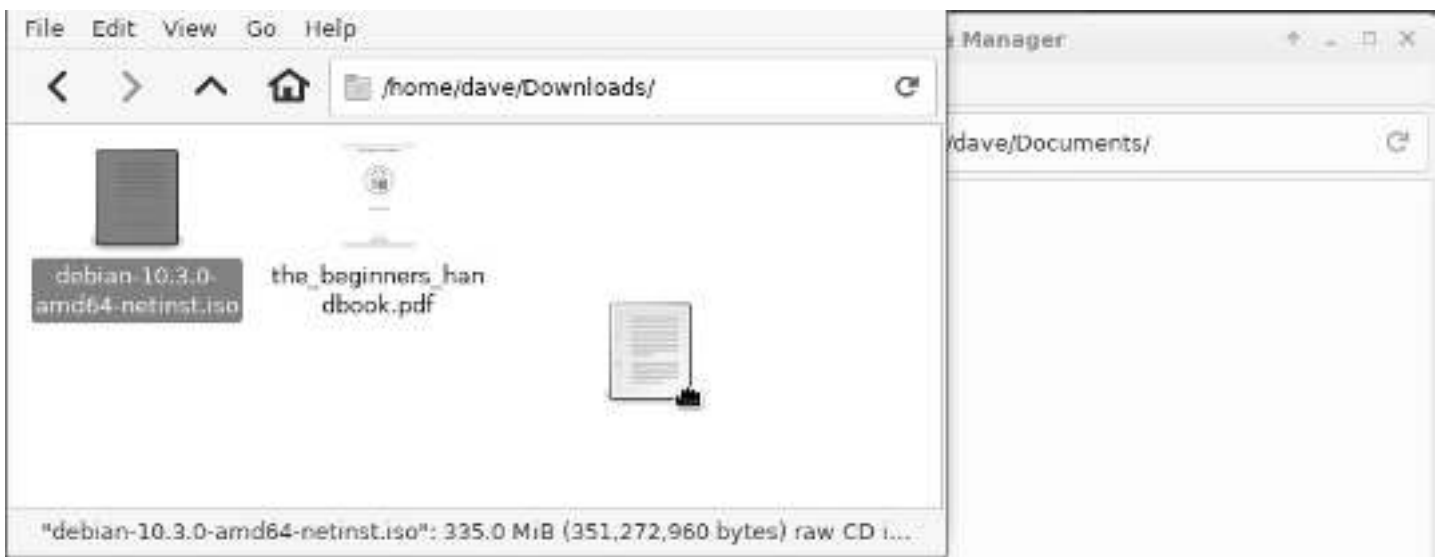 File Edit View Go Help
/home/dave/Downloads/
debian-10.3.0-
amd64-netinst.iso
the_beginners_han
dbook.pdf
"debian-10.3.0-amd64-netinst.iso": 335.0 MiB (351,272,960 bytes) raw CD i...
Manager
/dave/Documents/